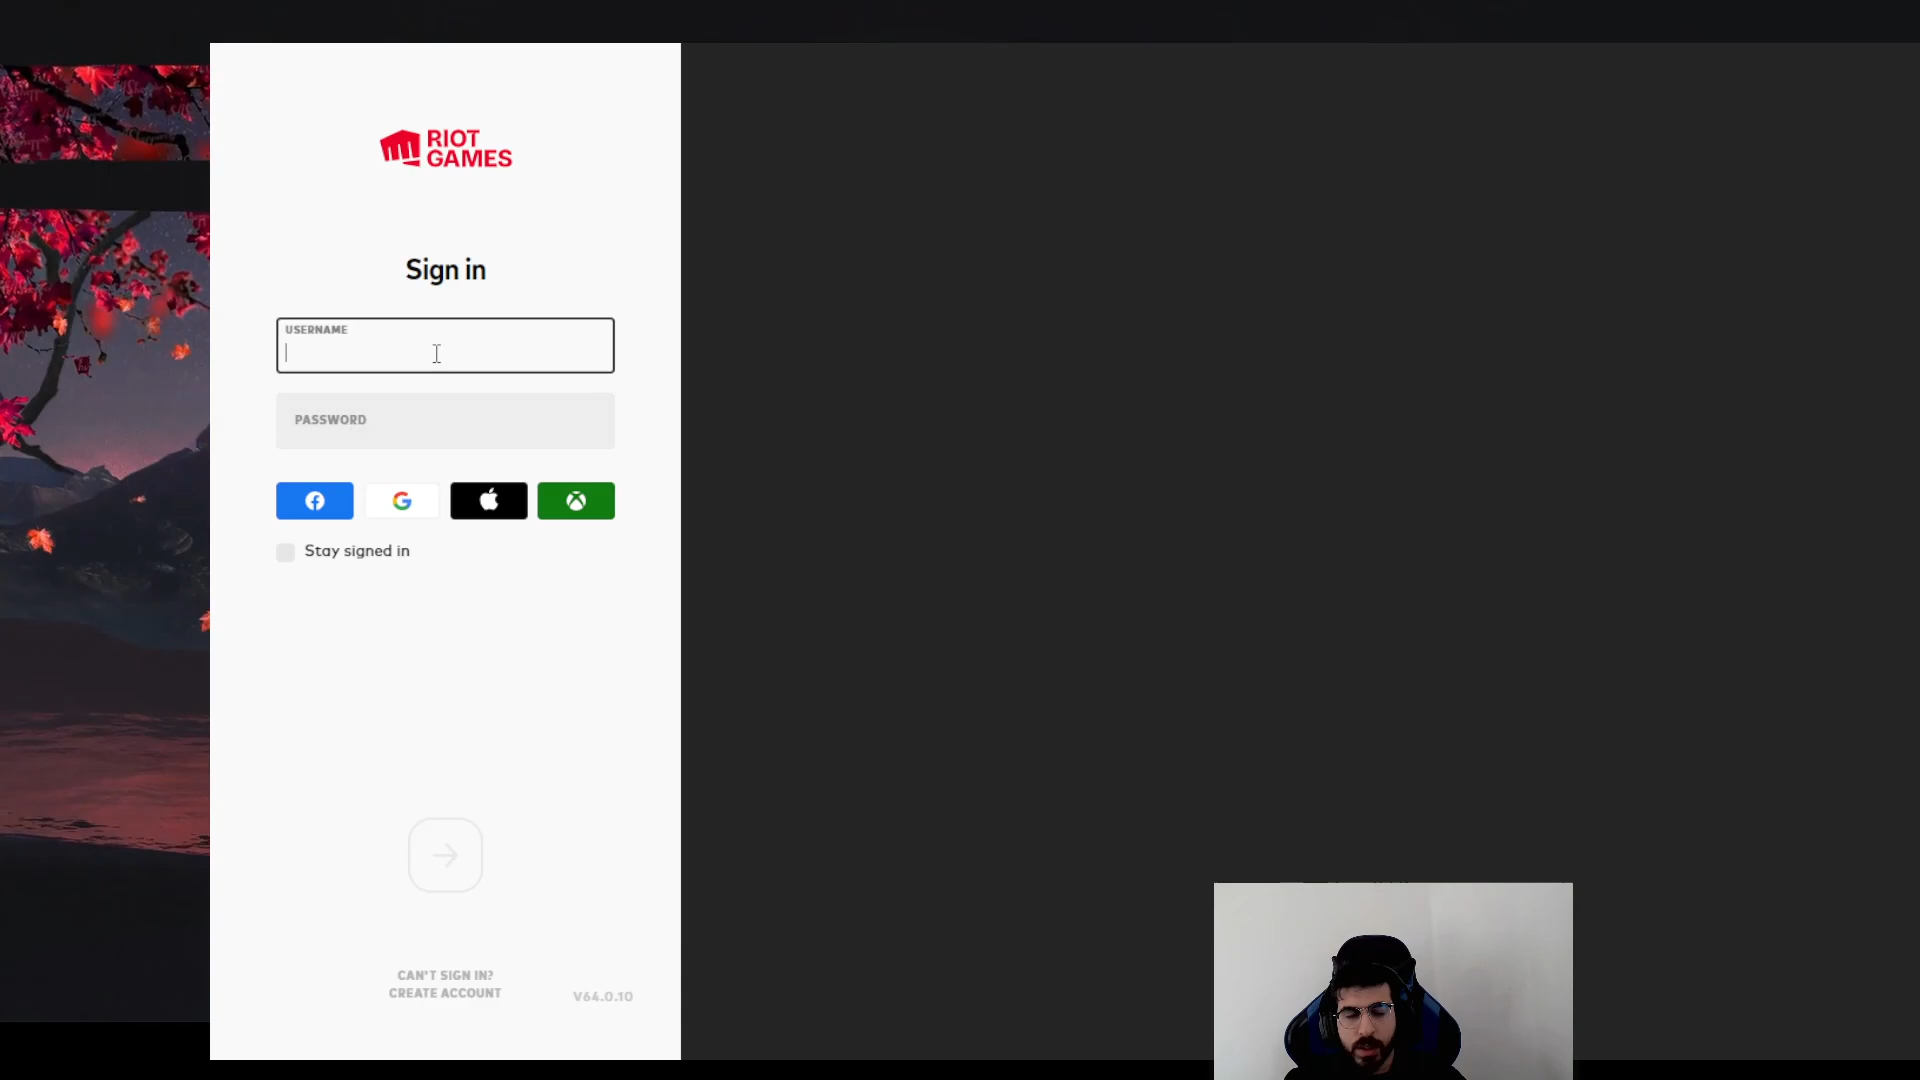 RIOT
GAMES
Sign in
USERNAME
PASSWORD
Stay signed in
CAN'T SIGN IN?
CREATE ACCOUNT
V64.0.10